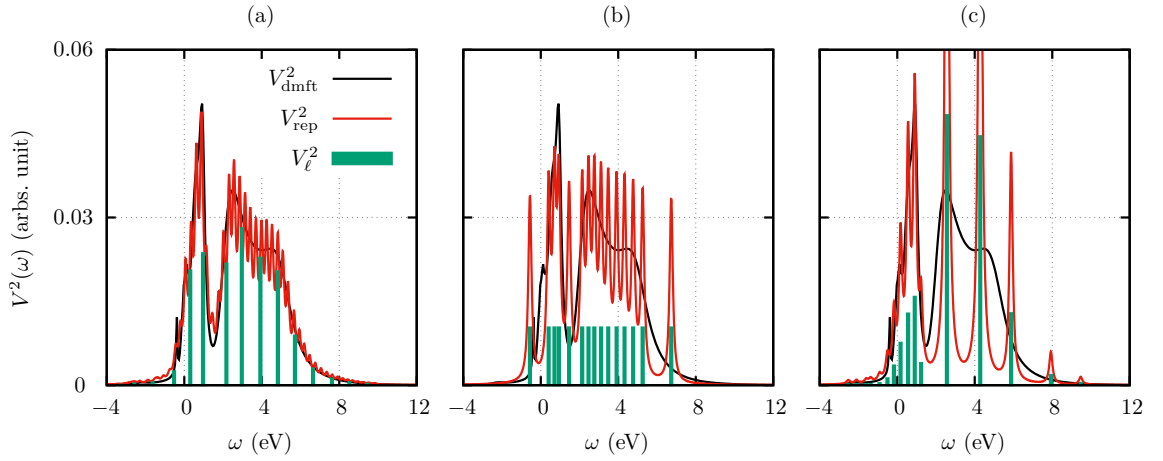 (a) (b) (c)
0.06
V²dmft
V²rep
V²ℓ
0.03
V²(ω) (arbs. unit)
0
−4 0 4 8 12 −4 0 4 8 12 −4 0 4 8 12
ω (eV) ω (eV) ω (eV)